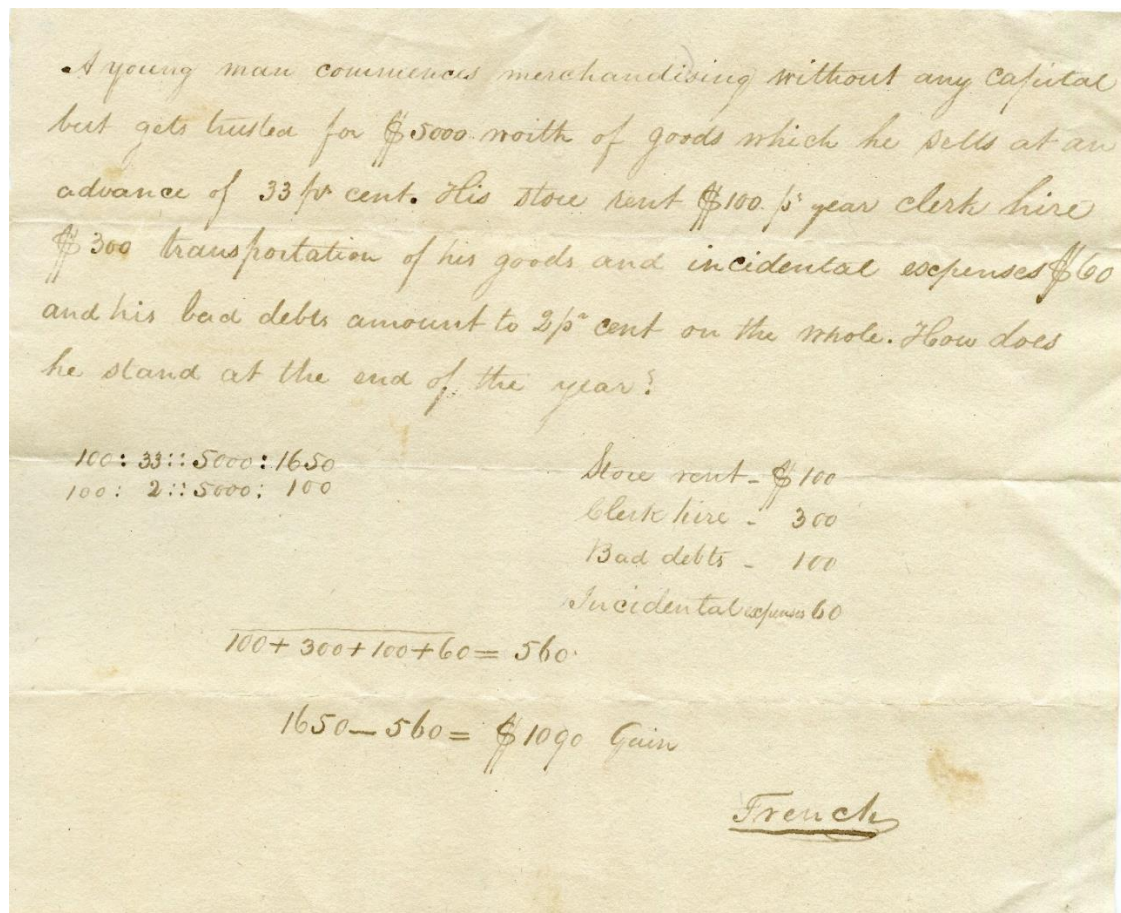 A young man commences merchandising without any capital
but gets trusted for $5000 worth of goods which he sells at an
advance of 33 pr cent. His store rent $100 pr year clerk hire
$300 transportation of his goods and incidental expenses $60
and his bad debts amount to 2 pr cent on the whole. How does
he stand at the end of the year?
100 : 33 :: 5000 : 1650
100 : 2 :: 5000 : 100
Store rent - $100
Clerk hire - 300
Bad debts - 100
Incidental expenses 60
100 + 300 + 100 + 60 = 560
1650 — 560 = $1090 Gain
French